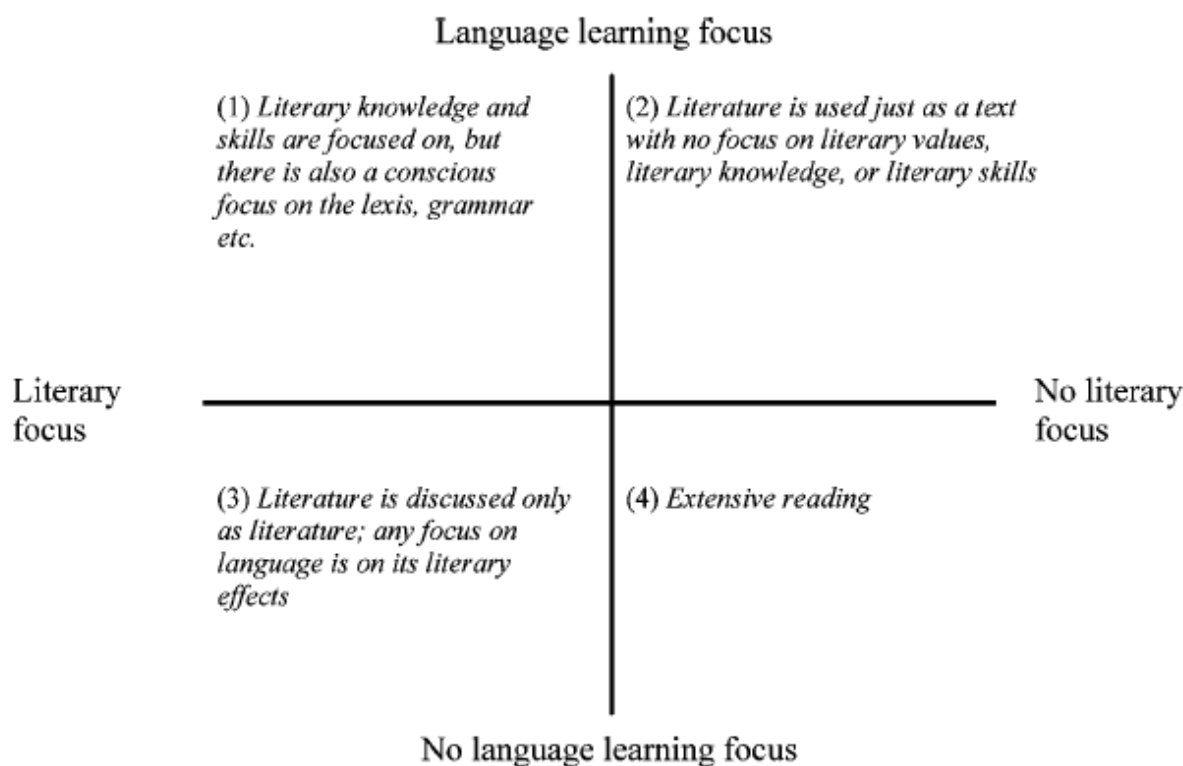 Language learning focus
(1) Literary knowledge and
skills are focused on, but
there is also a conscious
focus on the lexis, grammar
etc.
(2) Literature is used just as a text
with no focus on literary values,
literary knowledge, or literary skills
Literary
focus
No literary
focus
(3) Literature is discussed only
as literature; any focus on
language is on its literary
effects
(4) Extensive reading
No language learning focus